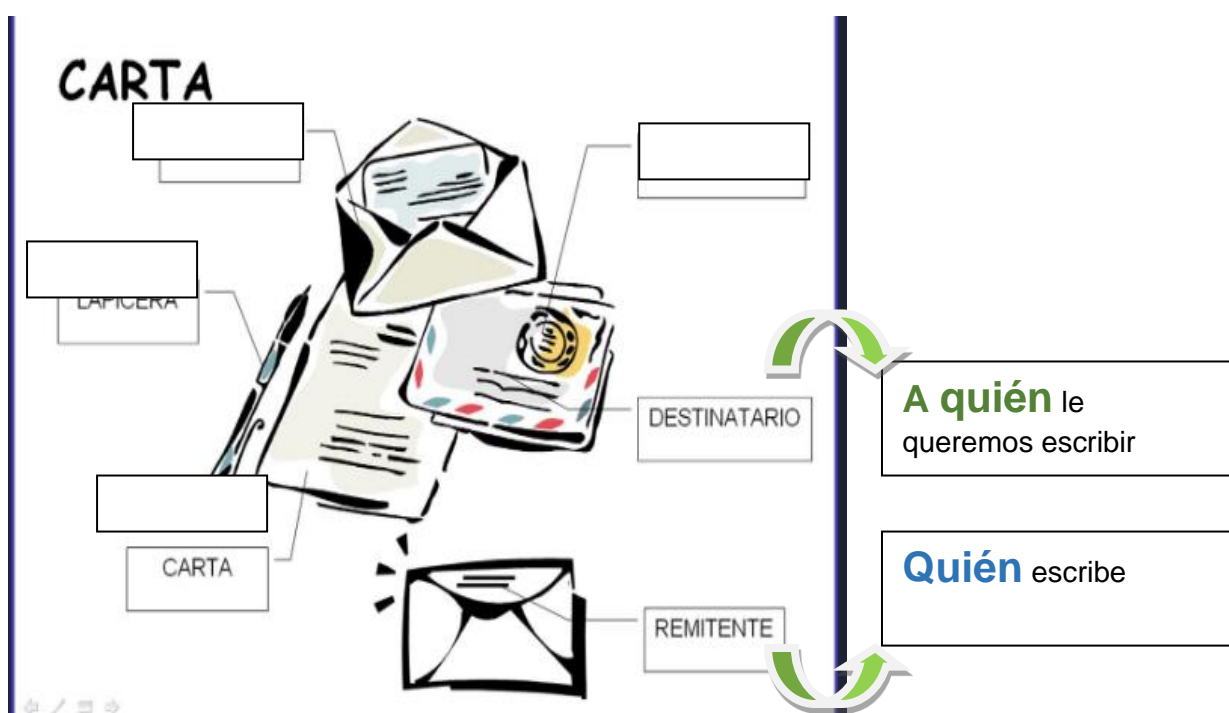 CARTA
LAPICERA
DESTINATARIO
A quién le
queremos escribir
CARTA
Quién escribe
REMITENTE